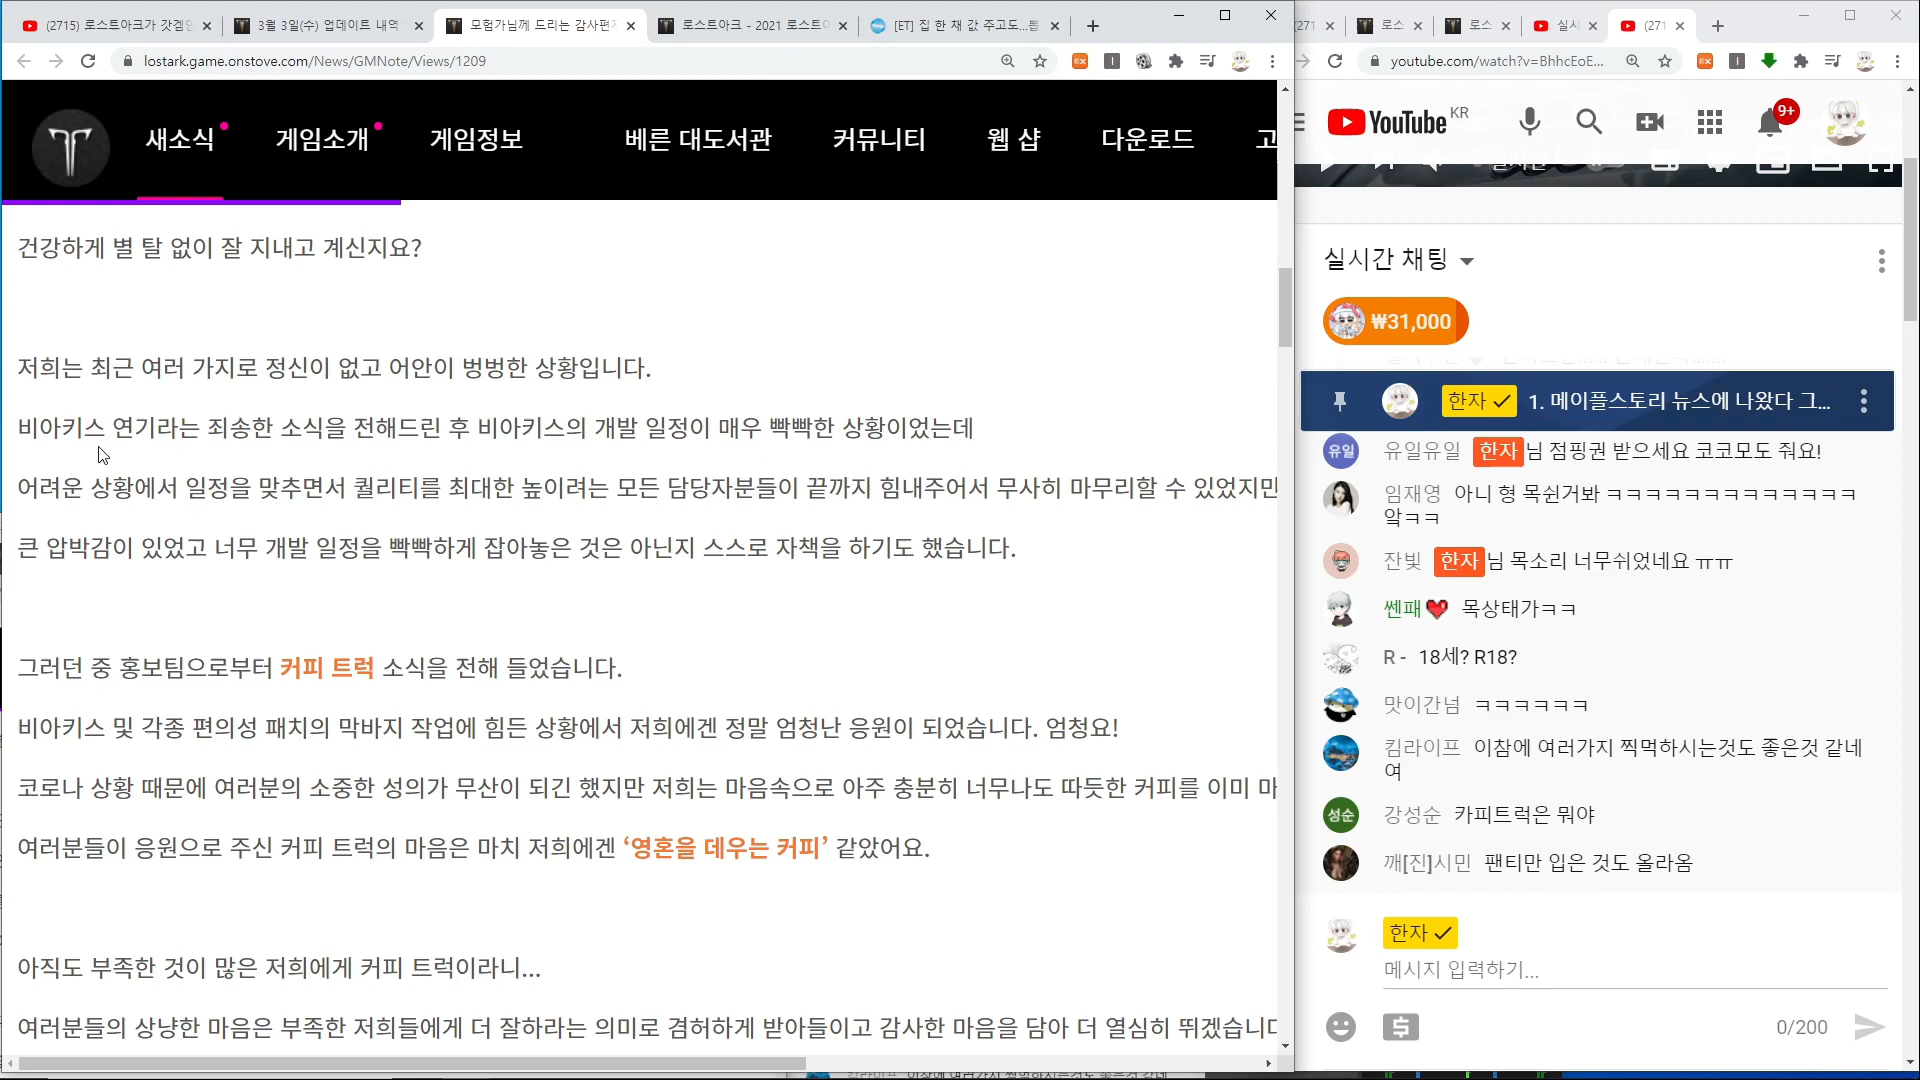 (2715) 로스트아크가 갓겜인
3월 3일(수) 업데이트 내역
모험가님께 드리는 감사편지
로스트아크 - 2021 로스트아
[ET] 집 한 채 값 주고도...뽑
lostark.game.onstove.com/News/GMNote/Views/1209
새소식
게임소개
게임정보
베른 대도서관
커뮤니티
웹 샵
다운로드
고
건강하게 별 탈 없이 잘 지내고 계신지요?
저희는 최근 여러 가지로 정신이 없고 어안이 벙벙한 상황입니다.
비아키스 연기라는 죄송한 소식을 전해드린 후 비아키스의 개발 일정이 매우 빡빡한 상황이었는데
어려운 상황에서 일정을 맞추면서 퀄리티를 최대한 높이려는 모든 담당자분들이 끝까지 힘내주어서 무사히 마무리할 수 있었지만
큰 압박감이 있었고 너무 개발 일정을 빡빡하게 잡아놓은 것은 아닌지 스스로 자책을 하기도 했습니다.
그러던 중 홍보팀으로부터 커피 트럭 소식을 전해 들었습니다.
비아키스 및 각종 편의성 패치의 막바지 작업에 힘든 상황에서 저희에겐 정말 엄청난 응원이 되었습니다. 엄청요!
코로나 상황 때문에 여러분의 소중한 성의가 무산이 되긴 했지만 저희는 마음속으로 아주 충분히 너무나도 따듯한 커피를 이미 마
여러분들이 응원으로 주신 커피 트럭의 마음은 마치 저희에겐 ‘영혼을 데우는 커피’ 같았어요.
아직도 부족한 것이 많은 저희에게 커피 트럭이라니...
여러분들의 상냥한 마음은 부족한 저희들에게 더 잘하라는 의미로 겸허하게 받아들이고 감사한 마음을 담아 더 열심히 뛰겠습니다
271
로스
로스
실시
(271
youtube.com/watch?v=BhhcEoE...
YouTube KR
9+
실시간 채팅
₩31,000
한자 1. 메이플스토리 뉴스에 나왔다 그...
유일 유일유일 한자님 점핑권 받으세요 코코모도 줘요!
임재영 아니 형 목쉰거봐 ㅋㅋㅋㅋㅋㅋㅋㅋㅋㅋㅋㅋㅋ
앜ㅋㅋ
잔빛 한자님 목소리 너무쉬었네요 ㅠㅠ
쎈패 목상태가ㅋㅋ
R - 18세? R18?
맛이간넘 ㅋㅋㅋㅋㅋㅋ
킴라이프 이참에 여러가지 찍먹하시는것도 좋은것 같네
여
성순 강성순 카피트럭은 뭐야
깨[진]시민 팬티만 입은 것도 올라옴
한자
메시지 입력하기...
0/200